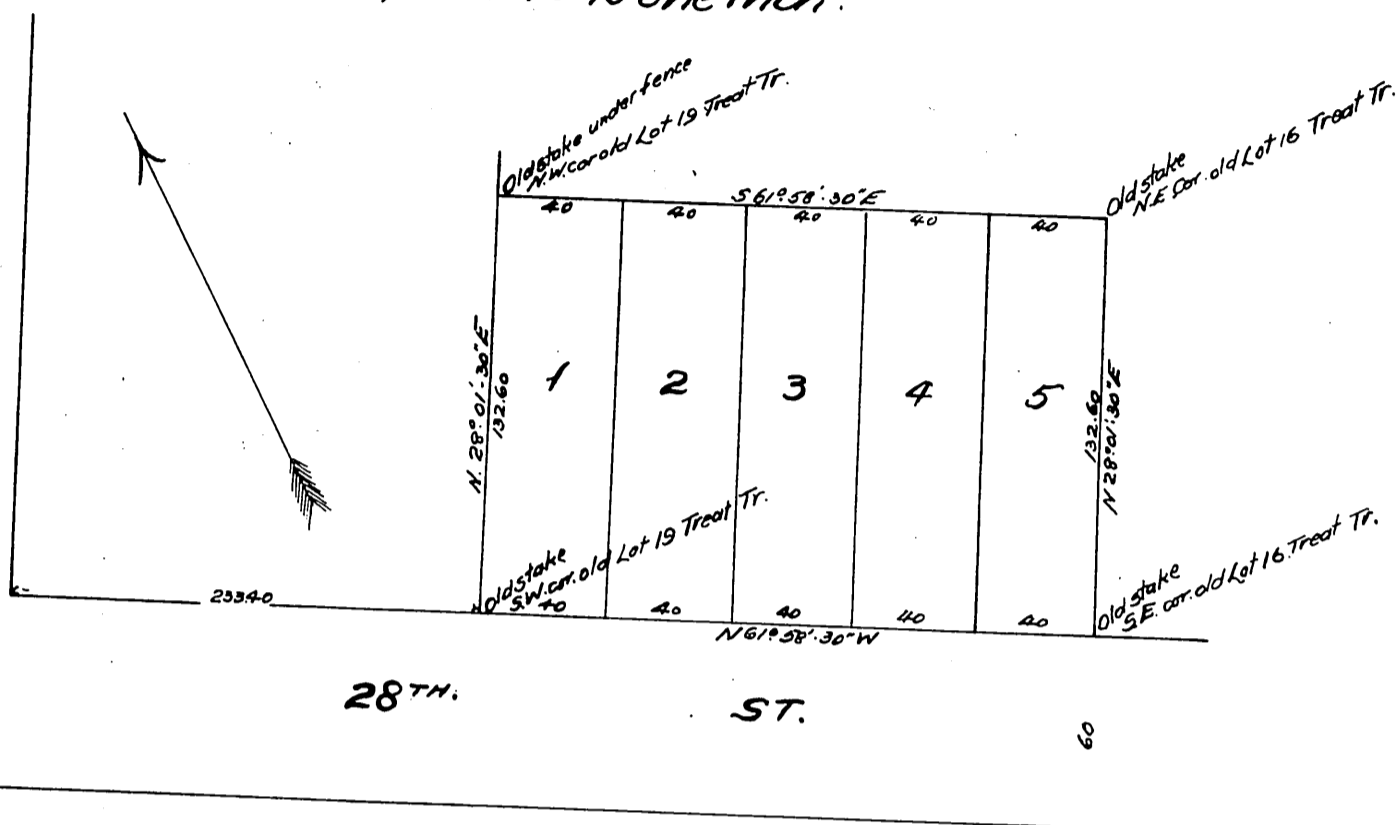 to one inch.
Old stake under fence
N.W. cor old Lot 19 Treat Tr.
Old stake
N.E. Cor. old Lot 16 Treat Tr.
S 61°.58'.30"E
40 40 40 40 40
N. 28°.01'-30"E
132.60
1 2 3 4 5
132.60
N 28°.01'.30"E
Old stake
S.W. cor. old Lot 19 Treat Tr.
Old stake
S.E. cor. old Lot 16. Treat Tr.
233.40
40 40 40 40 40
N 61°.58'.30"W
28TH. ST.
60